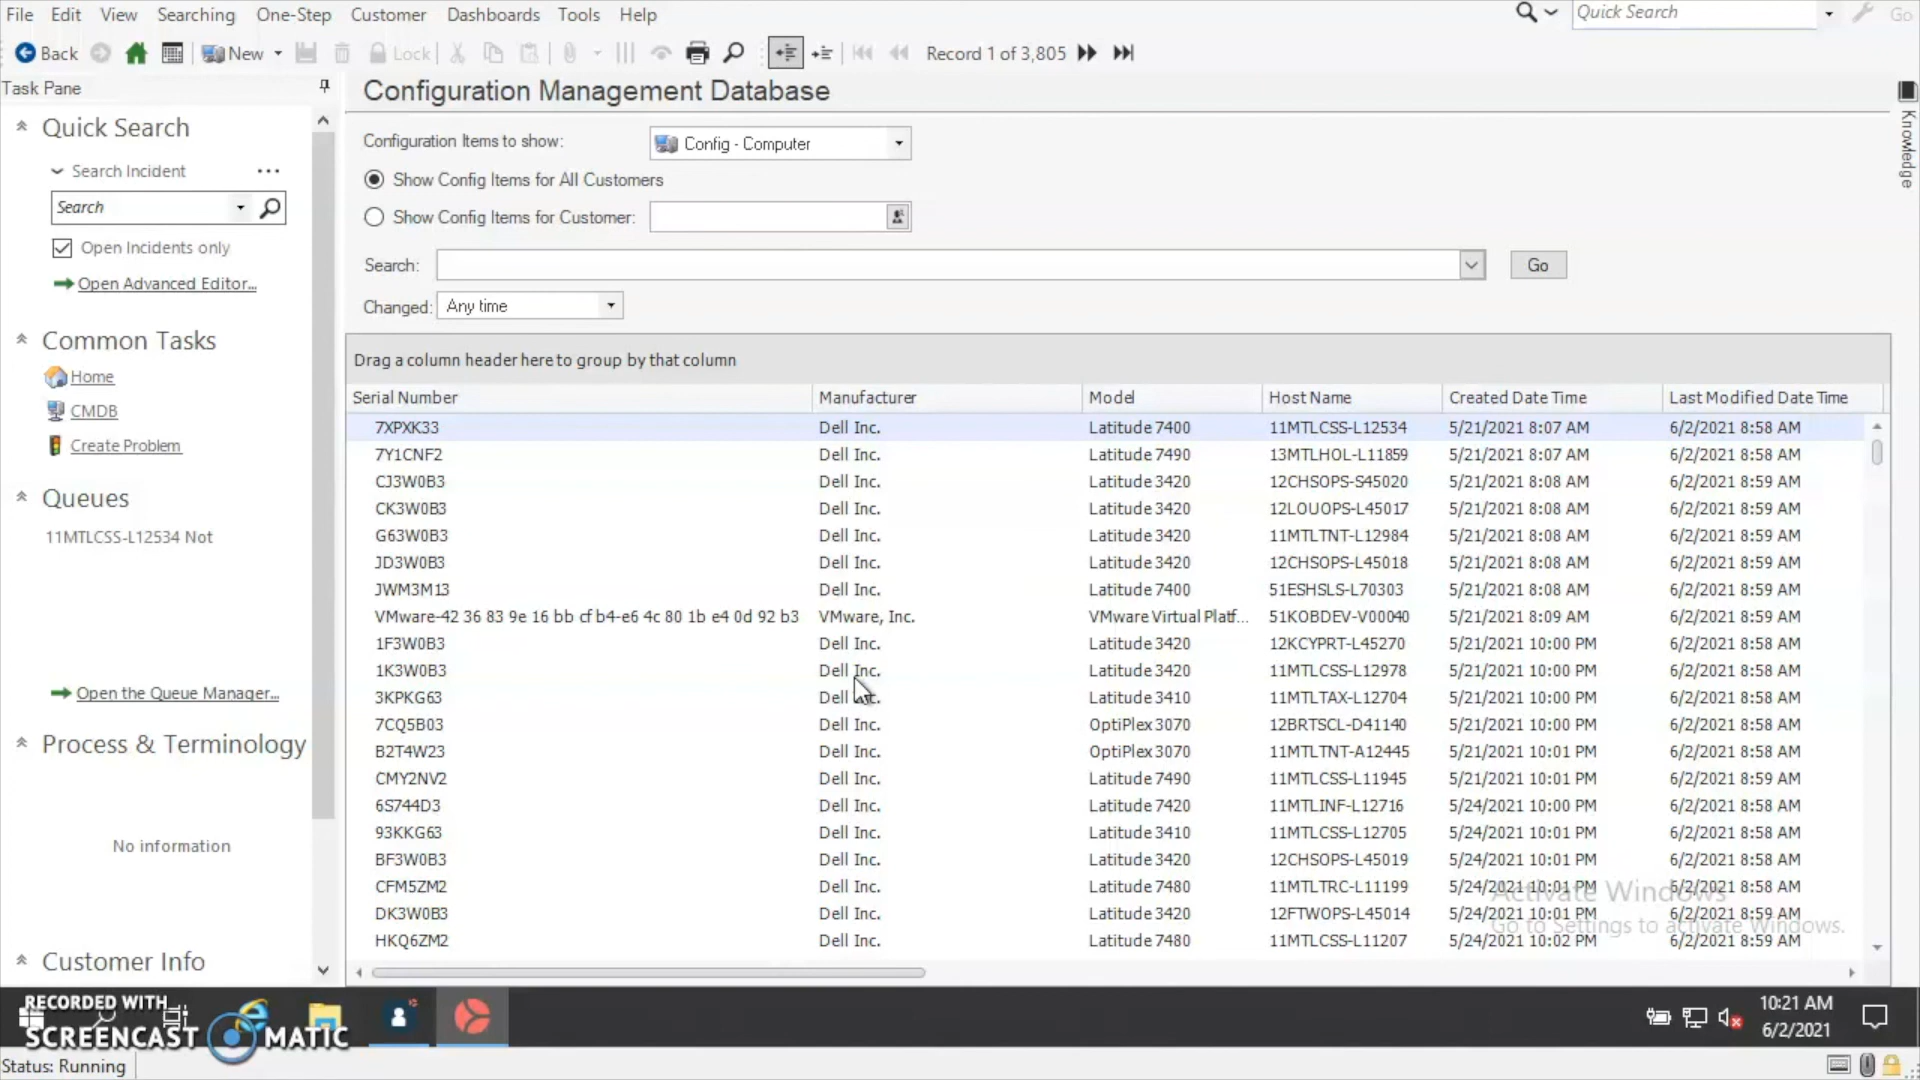 File Edit View Searching One-Step Customer Dashboards Tools Help Quick Search Go
Back New Lock Record 1 of 3,805
Task Pane
Quick Search
Search Incident
Search
Open Incidents only
Open Advanced Editor...
Common Tasks
Home
CMDB
Create Problem
Queues
11MTLCSS-L12534 Not
Open the Queue Manager...
Process & Terminology
No information
Customer Info
Configuration Management Database
Configuration Items to show: Config - Computer
Show Config Items for All Customers
Show Config Items for Customer:
Search: Go
Changed: Any time
Knowledge
Drag a column header here to group by that column
Serial Number Manufacturer Model Host Name Created Date Time Last Modified Date Time
7XPXK33 Dell Inc. Latitude 7400 11MTLCSS-L12534 5/21/2021 8:07 AM 6/2/2021 8:58 AM
7Y1CNF2 Dell Inc. Latitude 7490 13MTLHOL-L11859 5/21/2021 8:07 AM 6/2/2021 8:58 AM
CJ3W0B3 Dell Inc. Latitude 3420 12CHSOPS-S45020 5/21/2021 8:08 AM 6/2/2021 8:59 AM
CK3W0B3 Dell Inc. Latitude 3420 12LOUOPS-L45017 5/21/2021 8:08 AM 6/2/2021 8:59 AM
G63W0B3 Dell Inc. Latitude 3420 11MTLTNT-L12984 5/21/2021 8:08 AM 6/2/2021 8:59 AM
JD3W0B3 Dell Inc. Latitude 3420 12CHSOPS-L45018 5/21/2021 8:08 AM 6/2/2021 8:59 AM
JWM3M13 Dell Inc. Latitude 7400 51ESHSLS-L70303 5/21/2021 8:08 AM 6/2/2021 8:59 AM
VMware-42 36 83 9e 16 bb cf b4-e6 4c 80 1b e4 0d 92 b3 VMware, Inc. VMware Virtual Platf... 51KOBDEV-V00040 5/21/2021 8:09 AM 6/2/2021 8:59 AM
1F3W0B3 Dell Inc. Latitude 3420 12KCYPRT-L45270 5/21/2021 10:00 PM 6/2/2021 8:58 AM
1K3W0B3 Dell Inc. Latitude 3420 11MTLCSS-L12978 5/21/2021 10:00 PM 6/2/2021 8:58 AM
3KPKG63 Dell Inc. Latitude 3410 11MTLTAX-L12704 5/21/2021 10:00 PM 6/2/2021 8:58 AM
7CQ5B03 Dell Inc. OptiPlex 3070 12BRTSCL-D41140 5/21/2021 10:00 PM 6/2/2021 8:58 AM
B2T4W23 Dell Inc. OptiPlex 3070 11MTLTNT-A12445 5/21/2021 10:01 PM 6/2/2021 8:58 AM
CMY2NV2 Dell Inc. Latitude 7490 11MTLCSS-L11945 5/21/2021 10:01 PM 6/2/2021 8:59 AM
6S744D3 Dell Inc. Latitude 7420 11MTLINF-L12716 5/24/2021 10:00 PM 6/2/2021 8:58 AM
93KKG63 Dell Inc. Latitude 3410 11MTLCSS-L12705 5/24/2021 10:01 PM 6/2/2021 8:58 AM
BF3W0B3 Dell Inc. Latitude 3420 12CHSOPS-L45019 5/24/2021 10:01 PM 6/2/2021 8:58 AM
CFM5ZM2 Dell Inc. Latitude 7480 11MTLTRC-L11199 5/24/2021 10:01 PM 6/2/2021 8:58 AM
DK3W0B3 Dell Inc. Latitude 3420 12FTWOPS-L45014 5/24/2021 10:01 PM 6/2/2021 8:59 AM
HKQ6ZM2 Dell Inc. Latitude 7480 11MTLCSS-L11207 5/24/2021 10:02 PM 6/2/2021 8:59 AM
Activate Windows
Go to Settings to activate Windows.
RECORDED WITH
SCREENCAST MATIC
10:21 AM
6/2/2021
Status: Running